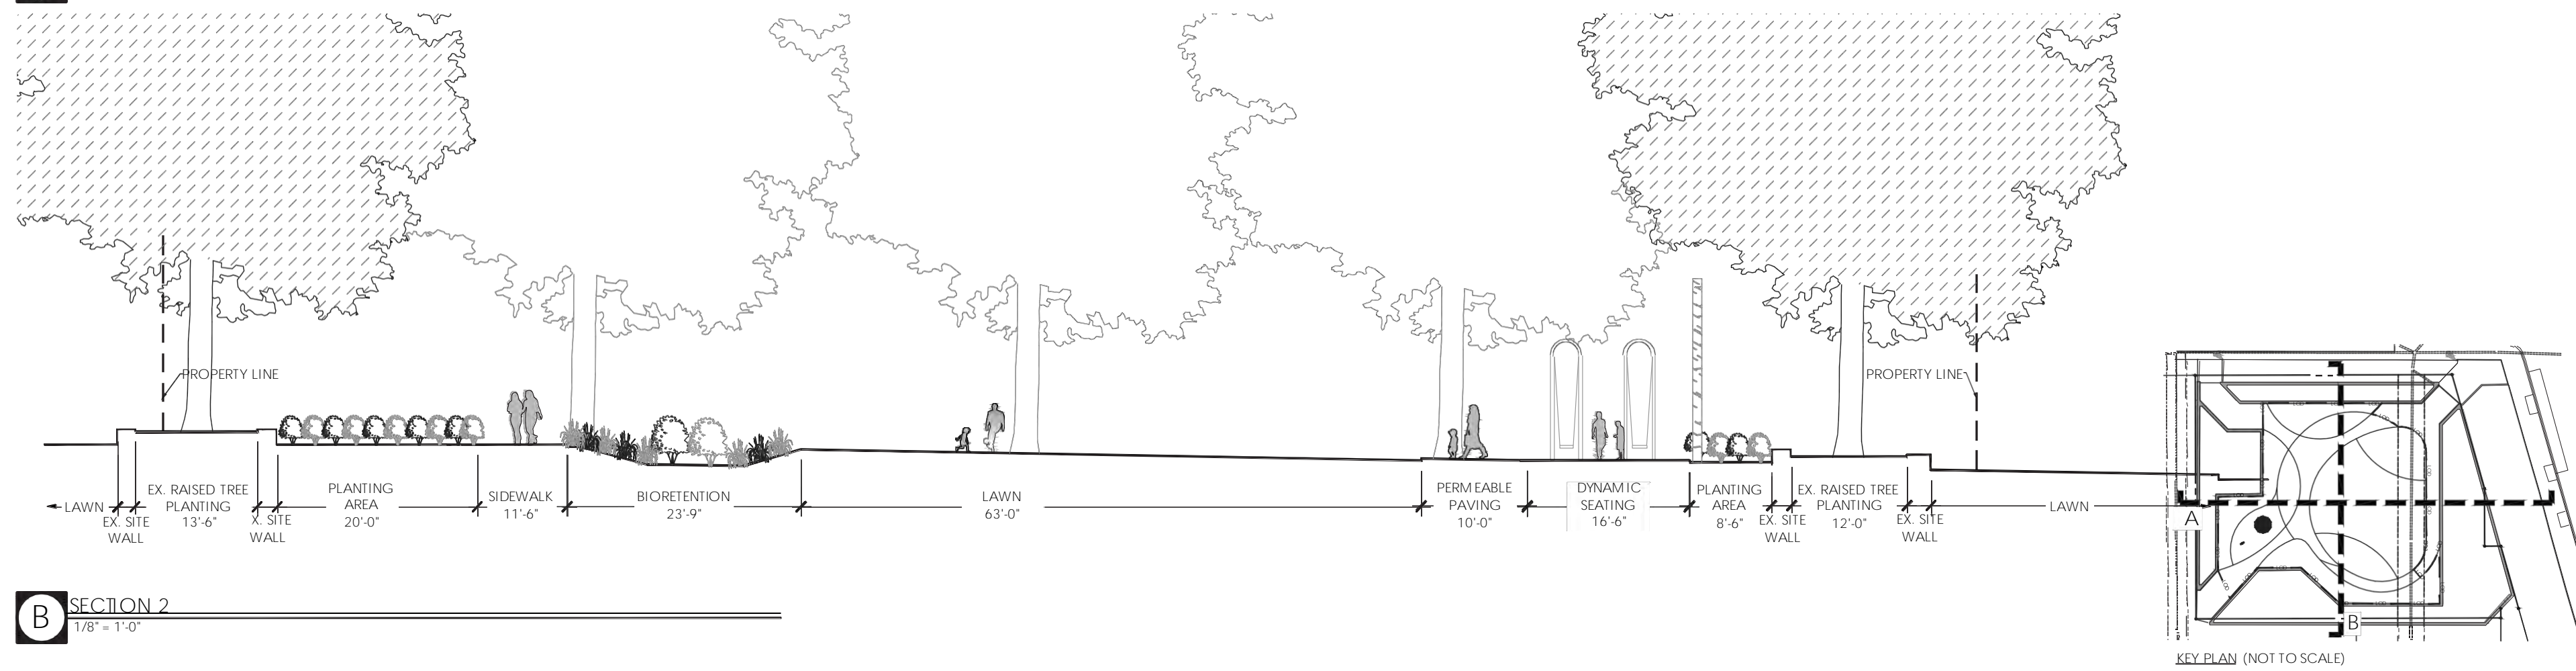 PROPERTY LINE
PROPERTY LINE
LAWN
EX. SITE
WALL
EX. RAISED TREE
PLANTING
13'-6"
X. SITE
WALL
PLANTING
AREA
20'-0"
SIDEWALK
11'-6"
BIORETENTION
23'-9"
LAWN
63'-0"
PERMEABLE
PAVING
10'-0"
DYNAMIC
SEATING
16'-6"
PLANTING
AREA
8'-6"
EX. SITE
WALL
EX. RAISED TREE
PLANTING
12'-0"
EX. SITE
WALL
LAWN
A
B
KEY PLAN (NOT TO SCALE)
B
SECTION 2
1/8" = 1'-0"